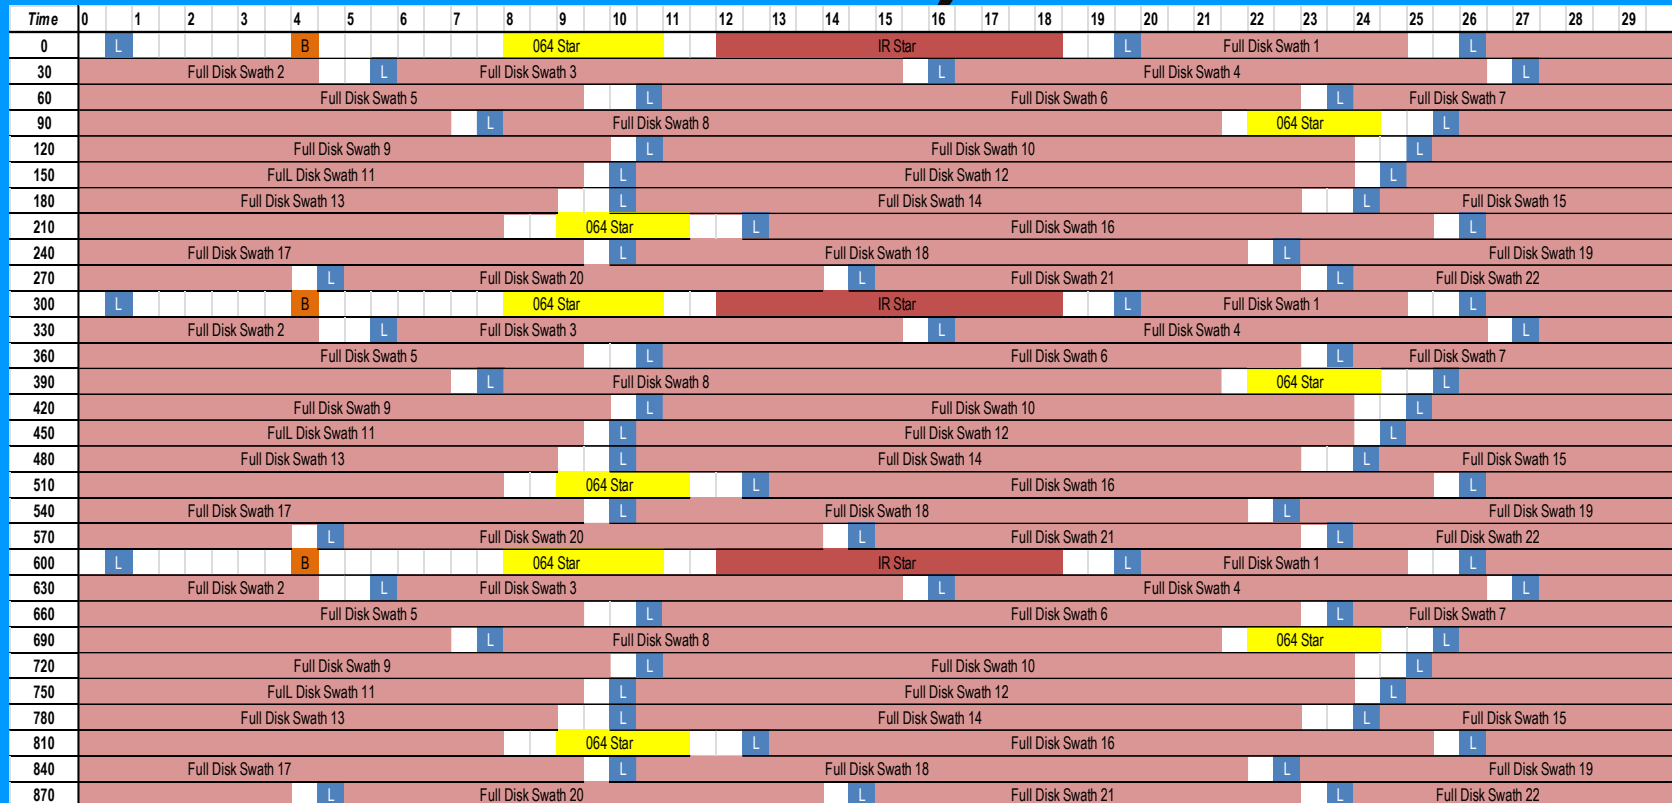 Time 0 1 2 3 4 5 6 7 8 9 10 11 12 13 14 15 16 17 18 19 20 21 22 23 24 25 26 27 28 29
0 L B 064 Star IR Star L Full Disk Swath 1 L
30 Full Disk Swath 2 L Full Disk Swath 3 L Full Disk Swath 4 L
60 Full Disk Swath 5 L Full Disk Swath 6 L Full Disk Swath 7
90 L Full Disk Swath 8 064 Star L
120 Full Disk Swath 9 L Full Disk Swath 10 L
150 FulL Disk Swath 11 L Full Disk Swath 12 L
180 Full Disk Swath 13 L Full Disk Swath 14 L Full Disk Swath 15
210 064 Star L Full Disk Swath 16 L
240 Full Disk Swath 17 L Full Disk Swath 18 L Full Disk Swath 19
270 L Full Disk Swath 20 L Full Disk Swath 21 L Full Disk Swath 22
300 L B 064 Star IR Star L Full Disk Swath 1 L
330 Full Disk Swath 2 L Full Disk Swath 3 L Full Disk Swath 4 L
360 Full Disk Swath 5 L Full Disk Swath 6 L Full Disk Swath 7
390 L Full Disk Swath 8 064 Star L
420 Full Disk Swath 9 L Full Disk Swath 10 L
450 FulL Disk Swath 11 L Full Disk Swath 12 L
480 Full Disk Swath 13 L Full Disk Swath 14 L Full Disk Swath 15
510 064 Star L Full Disk Swath 16 L
540 Full Disk Swath 17 L Full Disk Swath 18 L Full Disk Swath 19
570 L Full Disk Swath 20 L Full Disk Swath 21 L Full Disk Swath 22
600 L B 064 Star IR Star L Full Disk Swath 1 L
630 Full Disk Swath 2 L Full Disk Swath 3 L Full Disk Swath 4 L
660 Full Disk Swath 5 L Full Disk Swath 6 L Full Disk Swath 7
690 L Full Disk Swath 8 064 Star L
720 Full Disk Swath 9 L Full Disk Swath 10 L
750 FulL Disk Swath 11 L Full Disk Swath 12 L
780 Full Disk Swath 13 L Full Disk Swath 14 L Full Disk Swath 15
810 064 Star L Full Disk Swath 16 L
840 Full Disk Swath 17 L Full Disk Swath 18 L Full Disk Swath 19
870 L Full Disk Swath 20 L Full Disk Swath 21 L Full Disk Swath 22